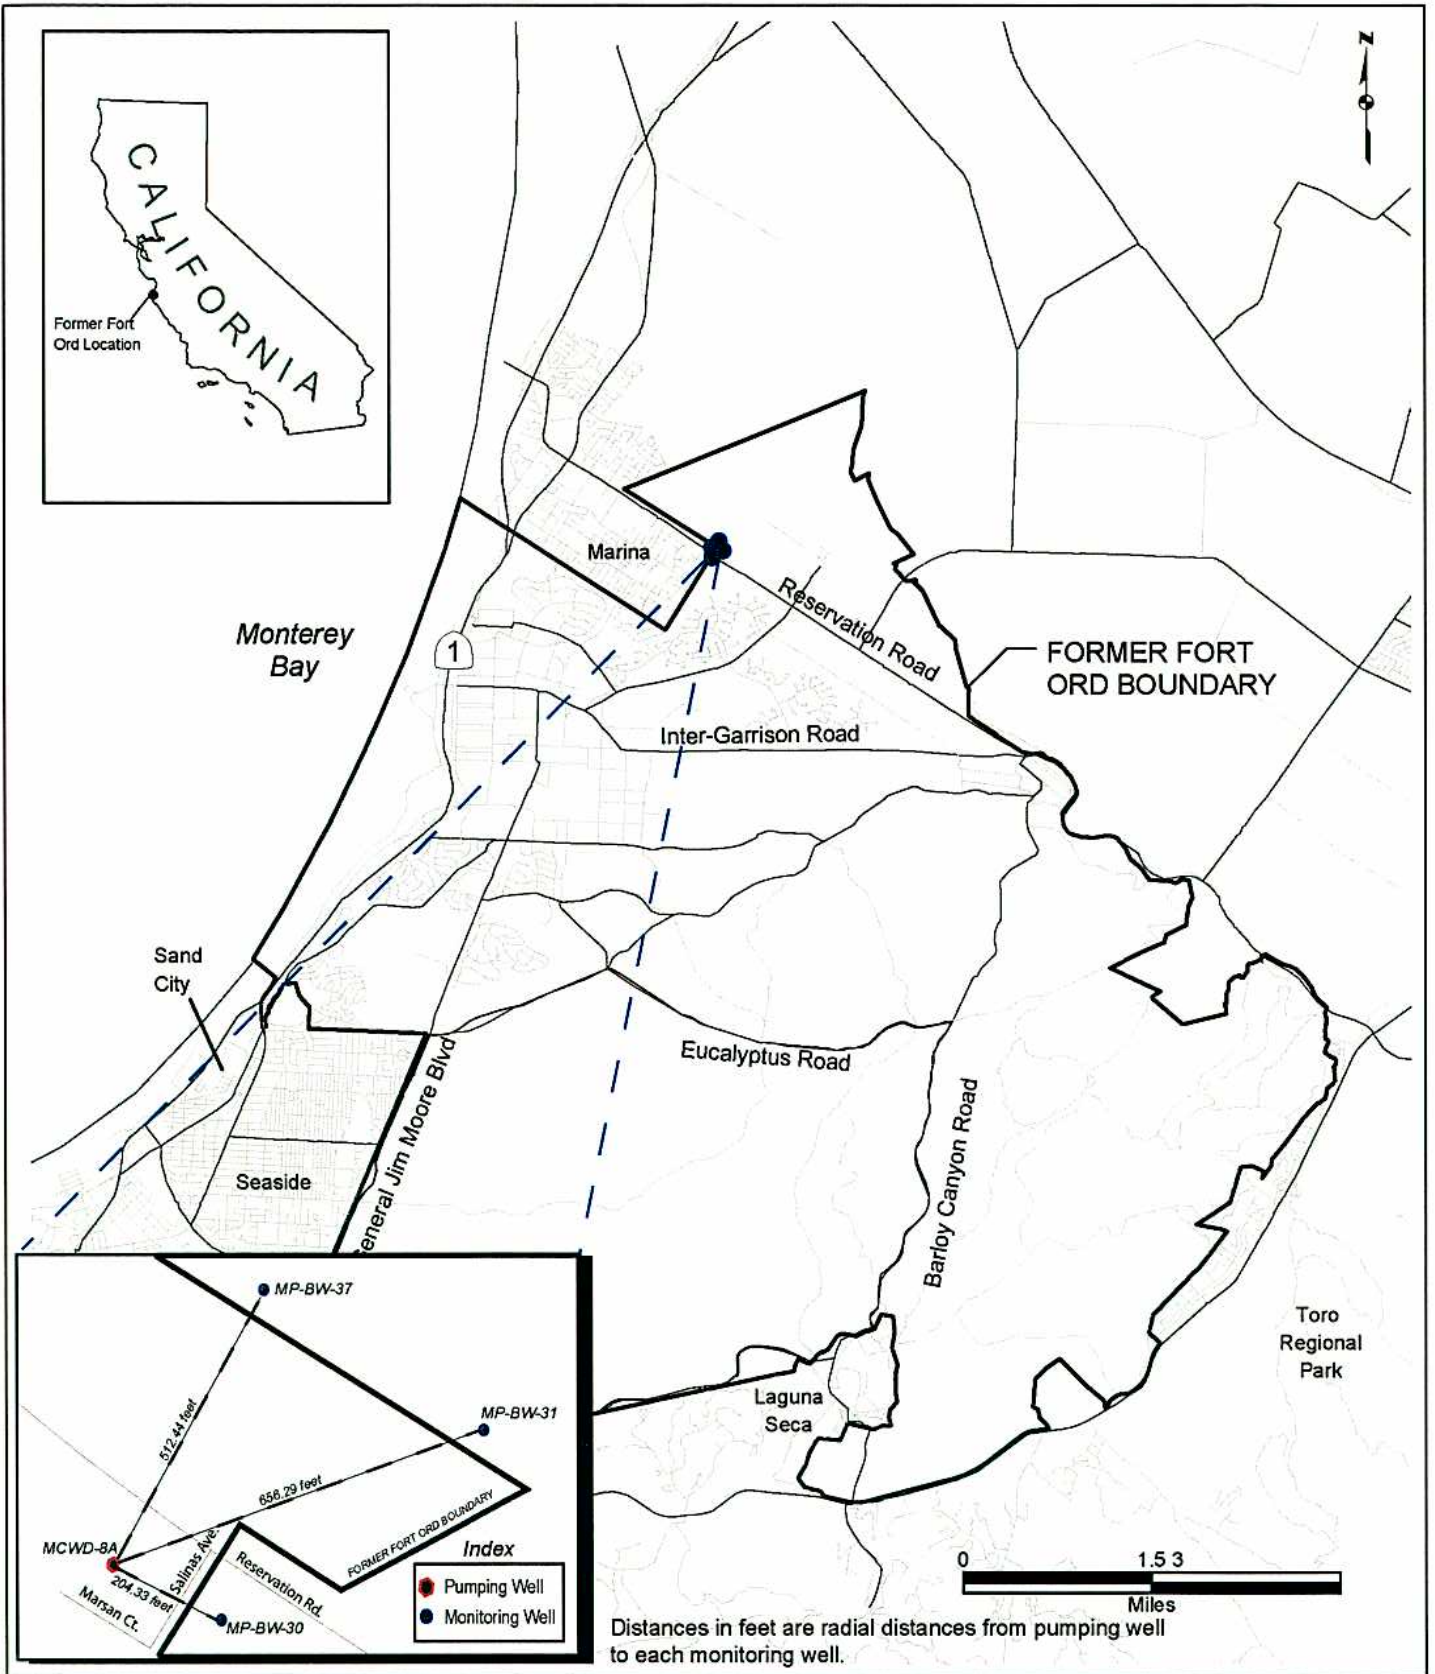 N
CALIFORNIA
Former Fort
Ord Location
Marina
Reservation Road
Monterey
Bay
1
FORMER FORT
ORD BOUNDARY
Inter-Garrison Road
Sand
City
Eucalyptus Road
General Jim Moore Blvd
Barloy Canyon Road
Seaside
Toro
Regional
Park
Laguna
Seca
MP-BW-37
MP-BW-31
512.44 feet
656.29 feet
FORMER FORT ORD BOUNDARY
MCWD-8A
Salinas Ave.
Reservation Rd.
204.33 feet
Marsan Ct.
MP-BW-30
Index
Pumping Well
Monitoring Well
0 1.5 3
Miles
Distances in feet are radial distances from pumping well
to each monitoring well.